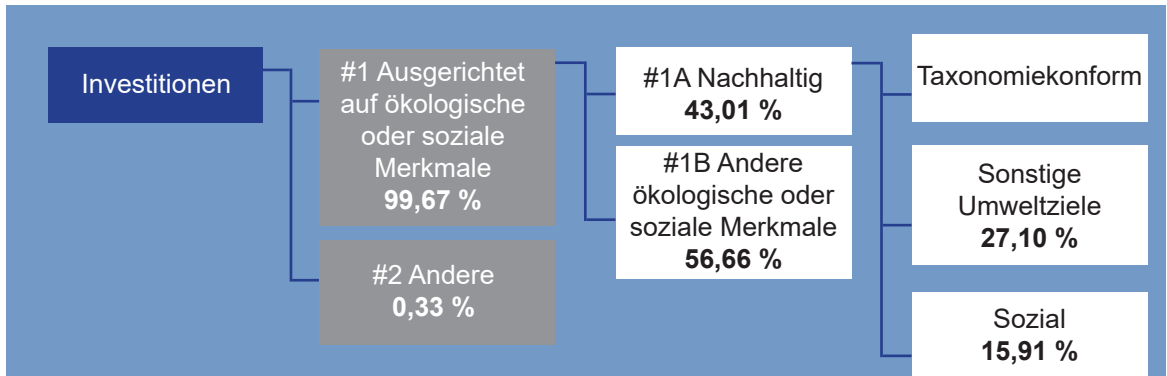 Investitionen
#1 Ausgerichtet
auf ökologische
oder soziale
Merkmale
99,67 %
#2 Andere
0,33 %
#1A Nachhaltig
43,01 %
#1B Andere
ökologische oder
soziale Merkmale
56,66 %
Taxonomiekonform
Sonstige
Umweltziele
27,10 %
Sozial
15,91 %